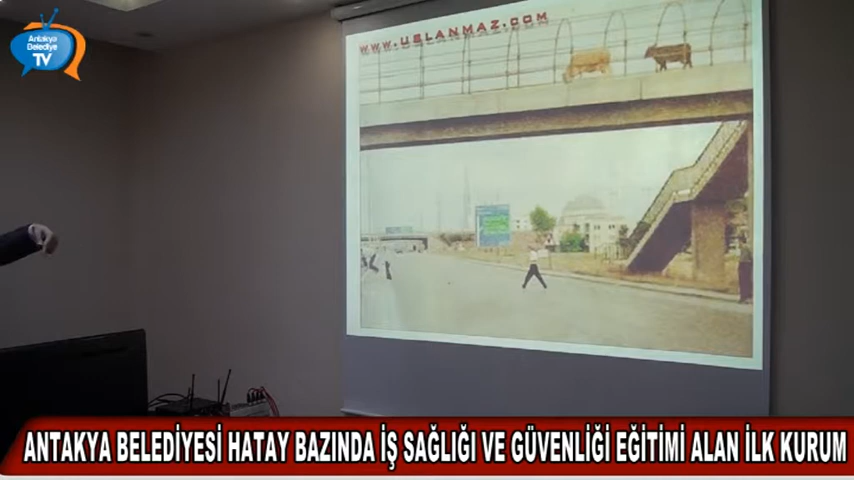 Antakya
Belediye
TV
WWW.USLANMAZ.COM
ANTAKYA BELEDİYESİ HATAY BAZINDA İŞ SAĞLIĞI VE GÜVENLİĞİ EĞİTİMİ ALAN İLK KURUM